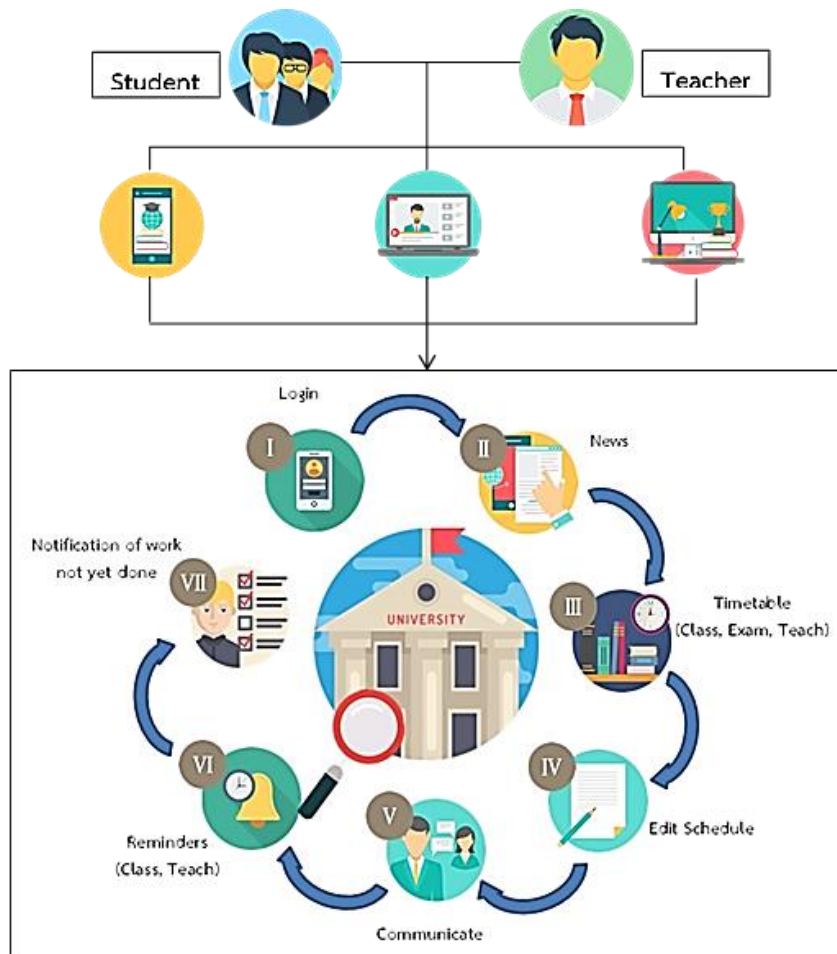 Student
Teacher
Login
I
II
News
Notification of work
not yet done
VII
UNIVERSITY
III
Timetable
(Class, Exam, Teach)
VI
Reminders
(Class, Teach)
V
Communicate
IV
Edit Schedule